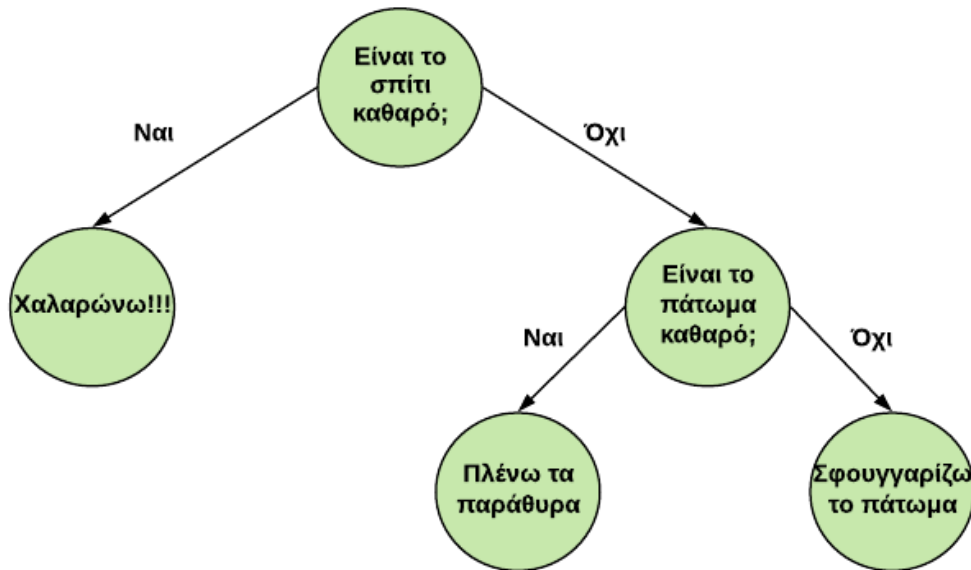 Είναι το
σπίτι
καθαρό;
Ναι
Όχι
Χαλαρώνω!!!
Είναι το
πάτωμα
καθαρό;
Ναι
Όχι
Πλένω τα
παράθυρα
Σφουγγαρίζω
το πάτωμα